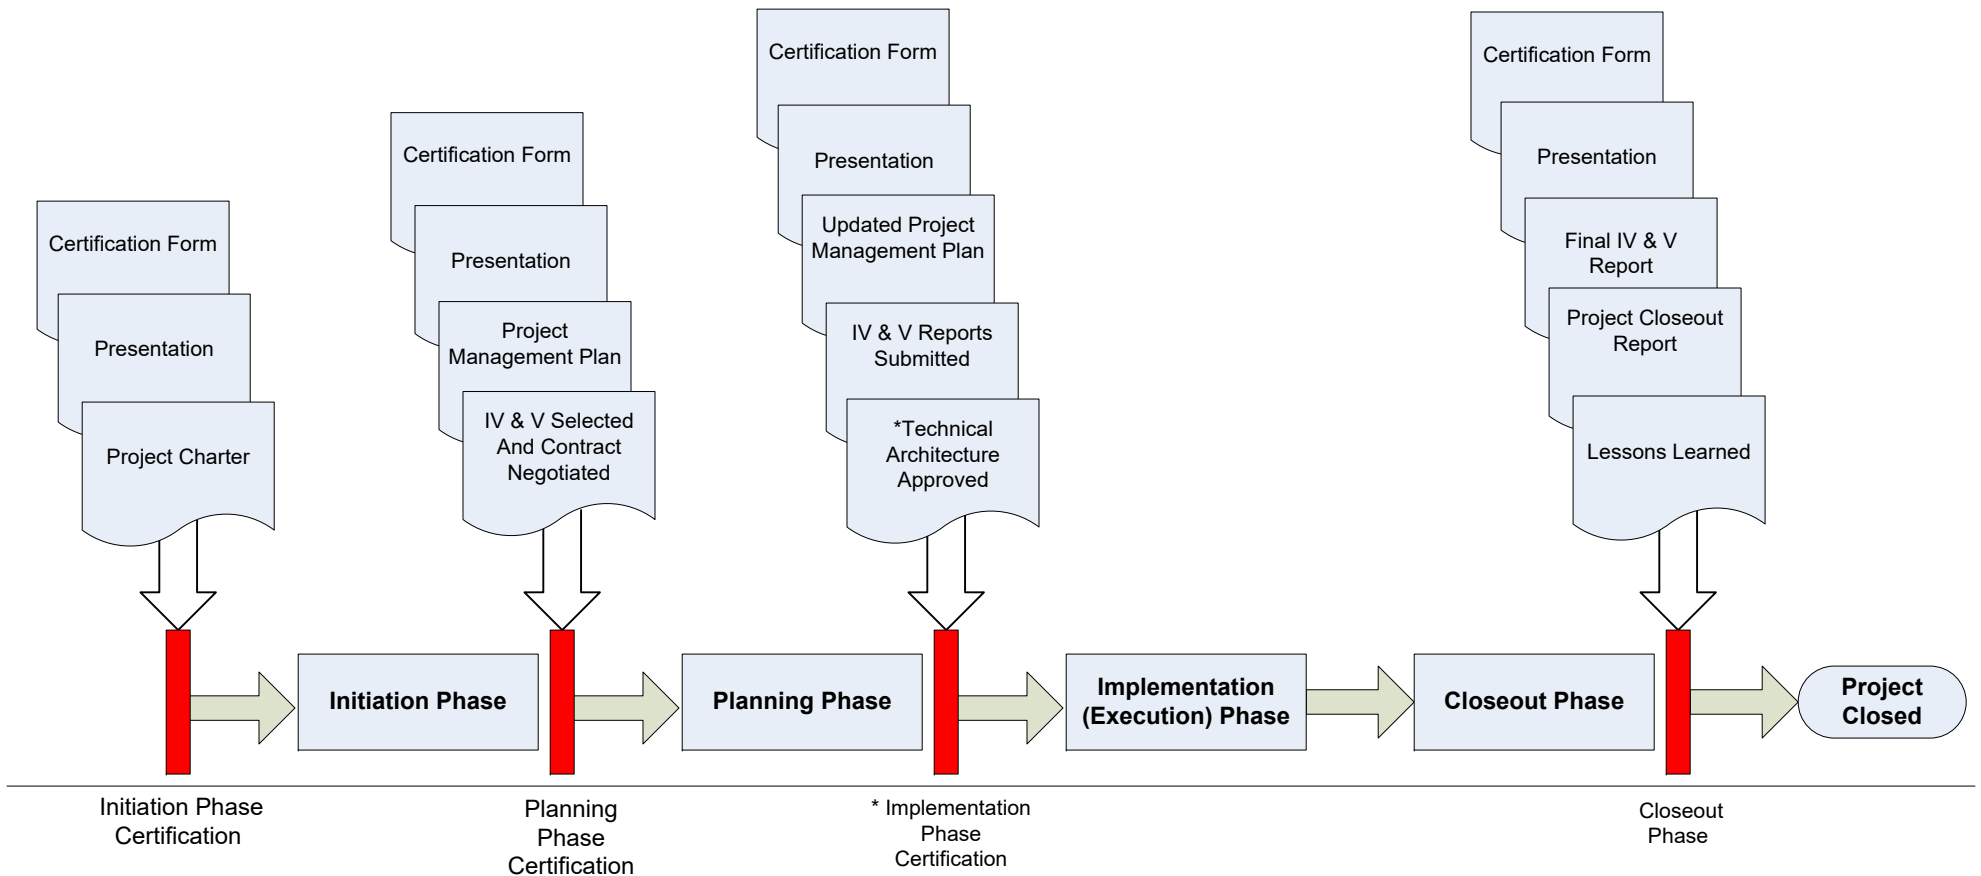 Certification Form
Presentation
Project Charter
Certification Form
Presentation
Project
Management Plan
IV & V Selected
And Contract
Negotiated
Certification Form
Presentation
Updated Project
Management Plan
IV & V Reports
Submitted
*Technical
Architecture
Approved
Certification Form
Presentation
Final IV & V
Report
Project Closeout
Report
Lessons Learned
Initiation Phase
Planning Phase
Implementation
(Execution) Phase
Closeout Phase
Project
Closed
Initiation Phase
Certification
Planning
Phase
Certification
* Implementation
Phase
Certification
Closeout
Phase